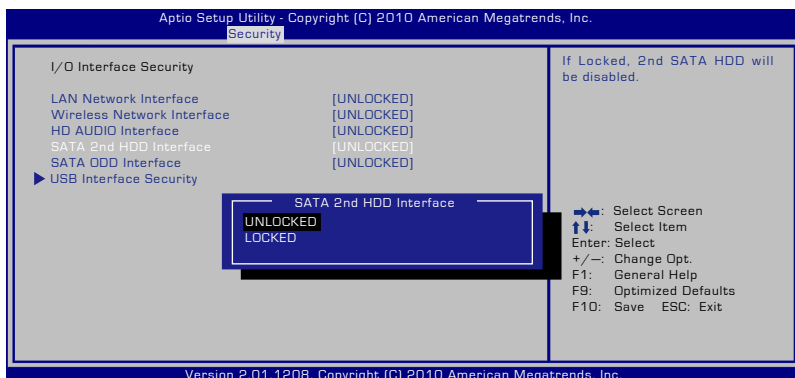 Aptio Setup Utility - Copyright (C) 2010 American Megatrends, Inc.
Security
I/O Interface Security
LAN Network Interface [UNLOCKED]
Wireless Network Interface [UNLOCKED]
HD AUDIO Interface [UNLOCKED]
SATA 2nd HDD Interface [UNLOCKED]
SATA ODD Interface [UNLOCKED]
USB Interface Security
SATA 2nd HDD Interface
UNLOCKED
LOCKED
If Locked, 2nd SATA HDD will
be disabled.
: Select Screen
: Select Item
Enter: Select
+/—: Change Opt.
F1: General Help
F9: Optimized Defaults
F10: Save ESC: Exit
Version 2.01.1208. Copyright (C) 2010 American Megatrends, Inc.